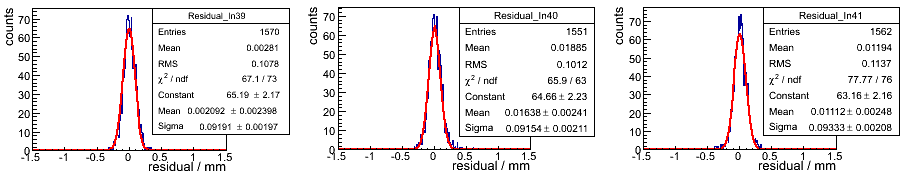 counts
70
60
50
40
30
20
10
0
-1.5 -1 -0.5 0 0.5 1 1.5
residual / mm
Residual_In39
Entries 1570
Mean 0.00281
RMS 0.1078
χ² / ndf 67.1 / 73
Constant 65.19 ± 2.17
Mean 0.002092 ± 0.002398
Sigma 0.09191 ± 0.00197
counts
70
60
50
40
30
20
10
0
-1.5 -1 -0.5 0 0.5 1 1.5
residual / mm
Residual_In40
Entries 1551
Mean 0.01885
RMS 0.1012
χ² / ndf 65.9 / 63
Constant 64.66 ± 2.23
Mean 0.01638 ± 0.00241
Sigma 0.09154 ± 0.00211
counts
70
60
50
40
30
20
10
0
-1.5 -1 -0.5 0 0.5 1 1.5
residual / mm
Residual_In41
Entries 1562
Mean 0.01194
RMS 0.1137
χ² / ndf 77.77 / 76
Constant 63.16 ± 2.16
Mean 0.01112 ± 0.00248
Sigma 0.09333 ± 0.00208